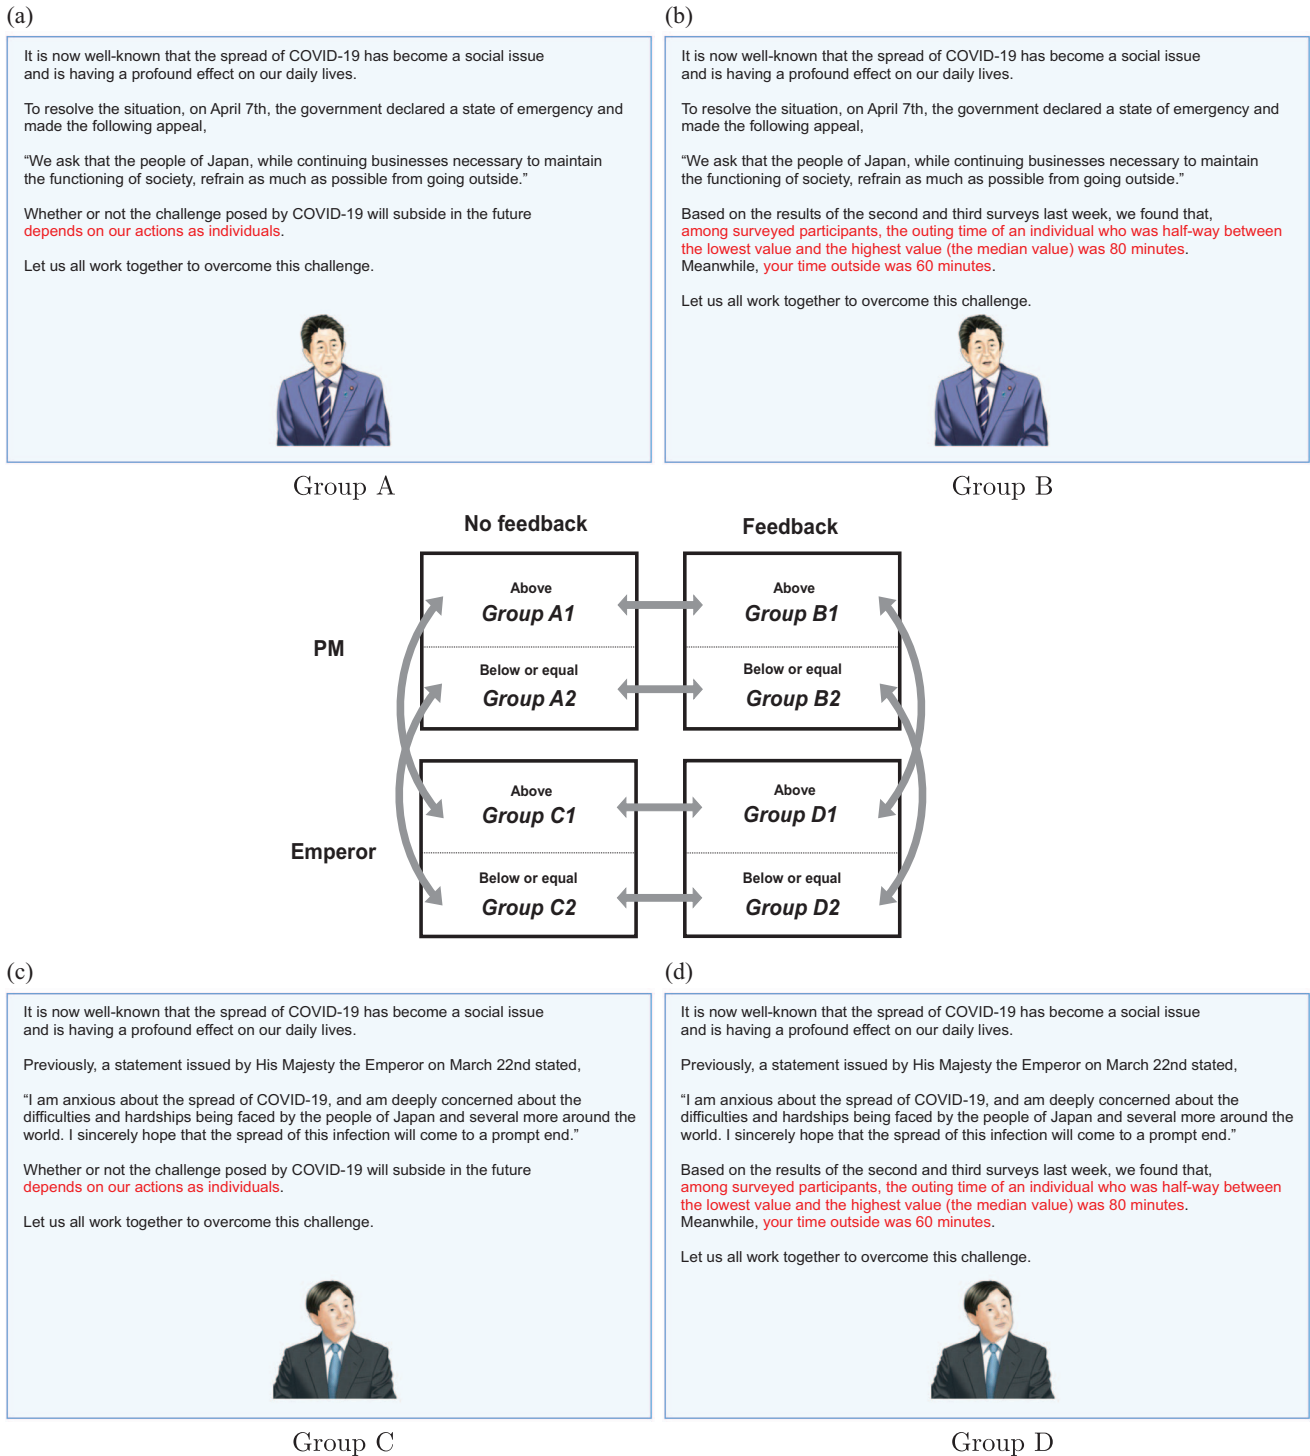 (a)
It is now well-known that the spread of COVID-19 has become a social issue
and is having a profound effect on our daily lives.
To resolve the situation, on April 7th, the government declared a state of emergency and
made the following appeal,
“We ask that the people of Japan, while continuing businesses necessary to maintain
the functioning of society, refrain as much as possible from going outside.”
Whether or not the challenge posed by COVID-19 will subside in the future
depends on our actions as individuals.
Let us all work together to overcome this challenge.
Group A
(b)
It is now well-known that the spread of COVID-19 has become a social issue
and is having a profound effect on our daily lives.
To resolve the situation, on April 7th, the government declared a state of emergency and
made the following appeal,
“We ask that the people of Japan, while continuing businesses necessary to maintain
the functioning of society, refrain as much as possible from going outside.”
Based on the results of the second and third surveys last week, we found that,
among surveyed participants, the outing time of an individual who was half-way between
the lowest value and the highest value (the median value) was 80 minutes.
Meanwhile, your time outside was 60 minutes.
Let us all work together to overcome this challenge.
Group B
No feedback
Feedback
PM
Above
Group A1
Above
Group B1
Below or equal
Group A2
Below or equal
Group B2
Emperor
Above
Group C1
Above
Group D1
Below or equal
Group C2
Below or equal
Group D2
(c)
It is now well-known that the spread of COVID-19 has become a social issue
and is having a profound effect on our daily lives.
Previously, a statement issued by His Majesty the Emperor on March 22nd stated,
“I am anxious about the spread of COVID-19, and am deeply concerned about the
difficulties and hardships being faced by the people of Japan and several more around the
world. I sincerely hope that the spread of this infection will come to a prompt end.”
Whether or not the challenge posed by COVID-19 will subside in the future
depends on our actions as individuals.
Let us all work together to overcome this challenge.
Group C
(d)
It is now well-known that the spread of COVID-19 has become a social issue
and is having a profound effect on our daily lives.
Previously, a statement issued by His Majesty the Emperor on March 22nd stated,
“I am anxious about the spread of COVID-19, and am deeply concerned about the
difficulties and hardships being faced by the people of Japan and several more around the
world. I sincerely hope that the spread of this infection will come to a prompt end.”
Based on the results of the second and third surveys last week, we found that,
among surveyed participants, the outing time of an individual who was half-way between
the lowest value and the highest value (the median value) was 80 minutes.
Meanwhile, your time outside was 60 minutes.
Let us all work together to overcome this challenge.
Group D